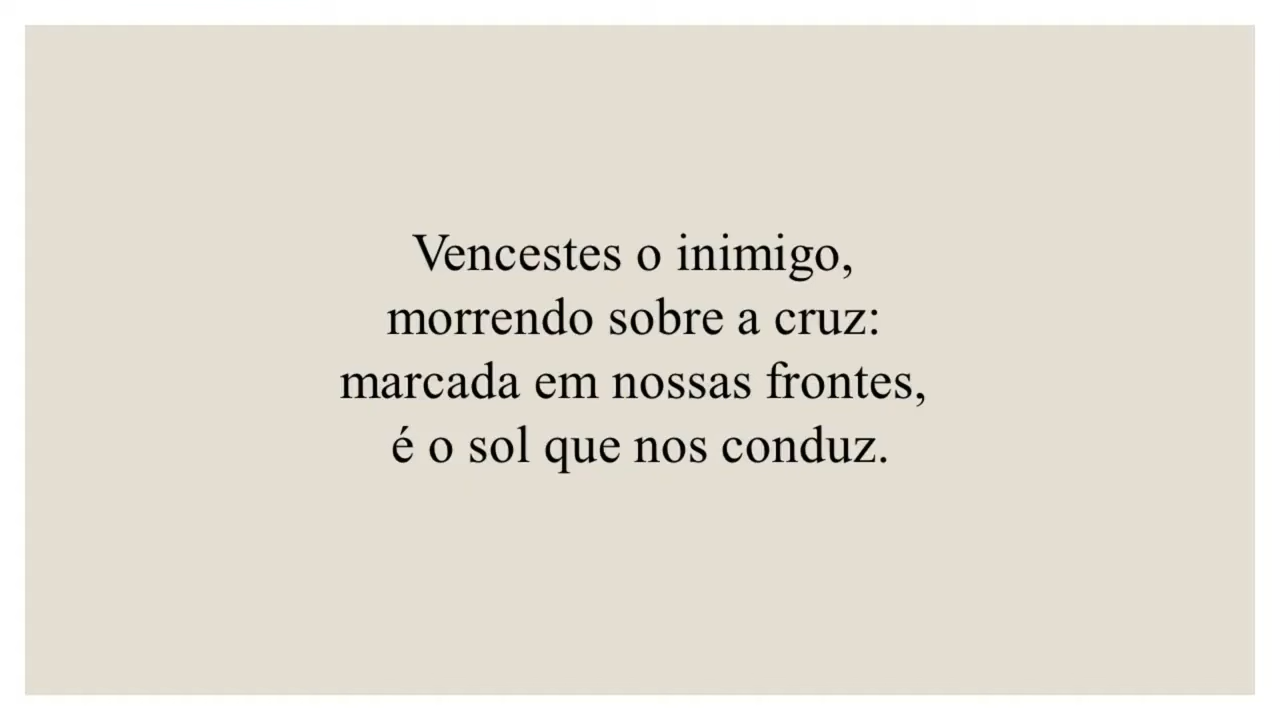 Vencestes o inimigo,
morrendo sobre a cruz:
marcada em nossas frontes,
é o sol que nos conduz.